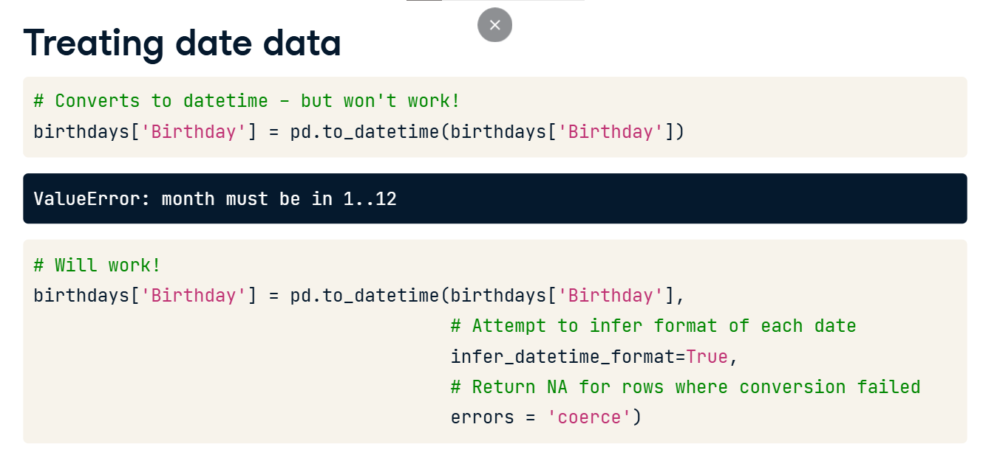 Treating date data
# Converts to datetime - but won't work!
birthdays['Birthday'] = pd.to_datetime(birthdays['Birthday'])
ValueError: month must be in 1..12
# Will work!
birthdays['Birthday'] = pd.to_datetime(birthdays['Birthday'],
# Attempt to infer format of each date
infer_datetime_format=True,
# Return NA for rows where conversion failed
errors = 'coerce')